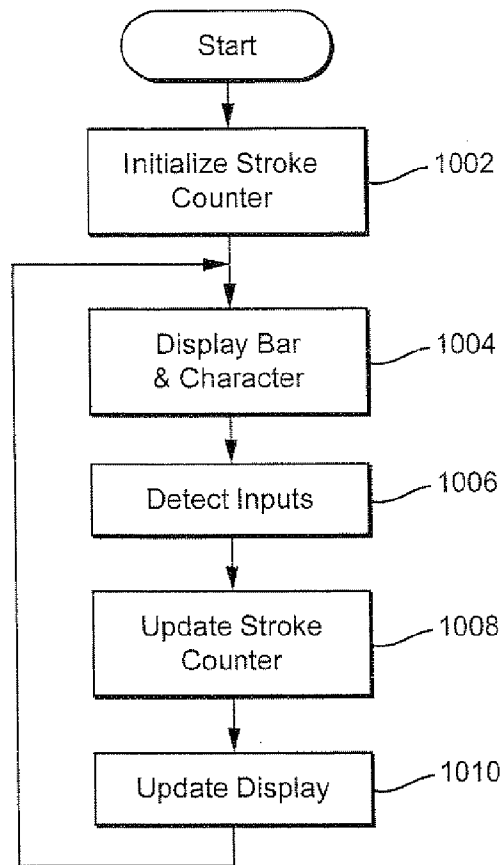 Start
Initialize Stroke
Counter
1002
Display Bar
& Character
1004
Detect Inputs
1006
Update Stroke
Counter
1008
Update Display
1010